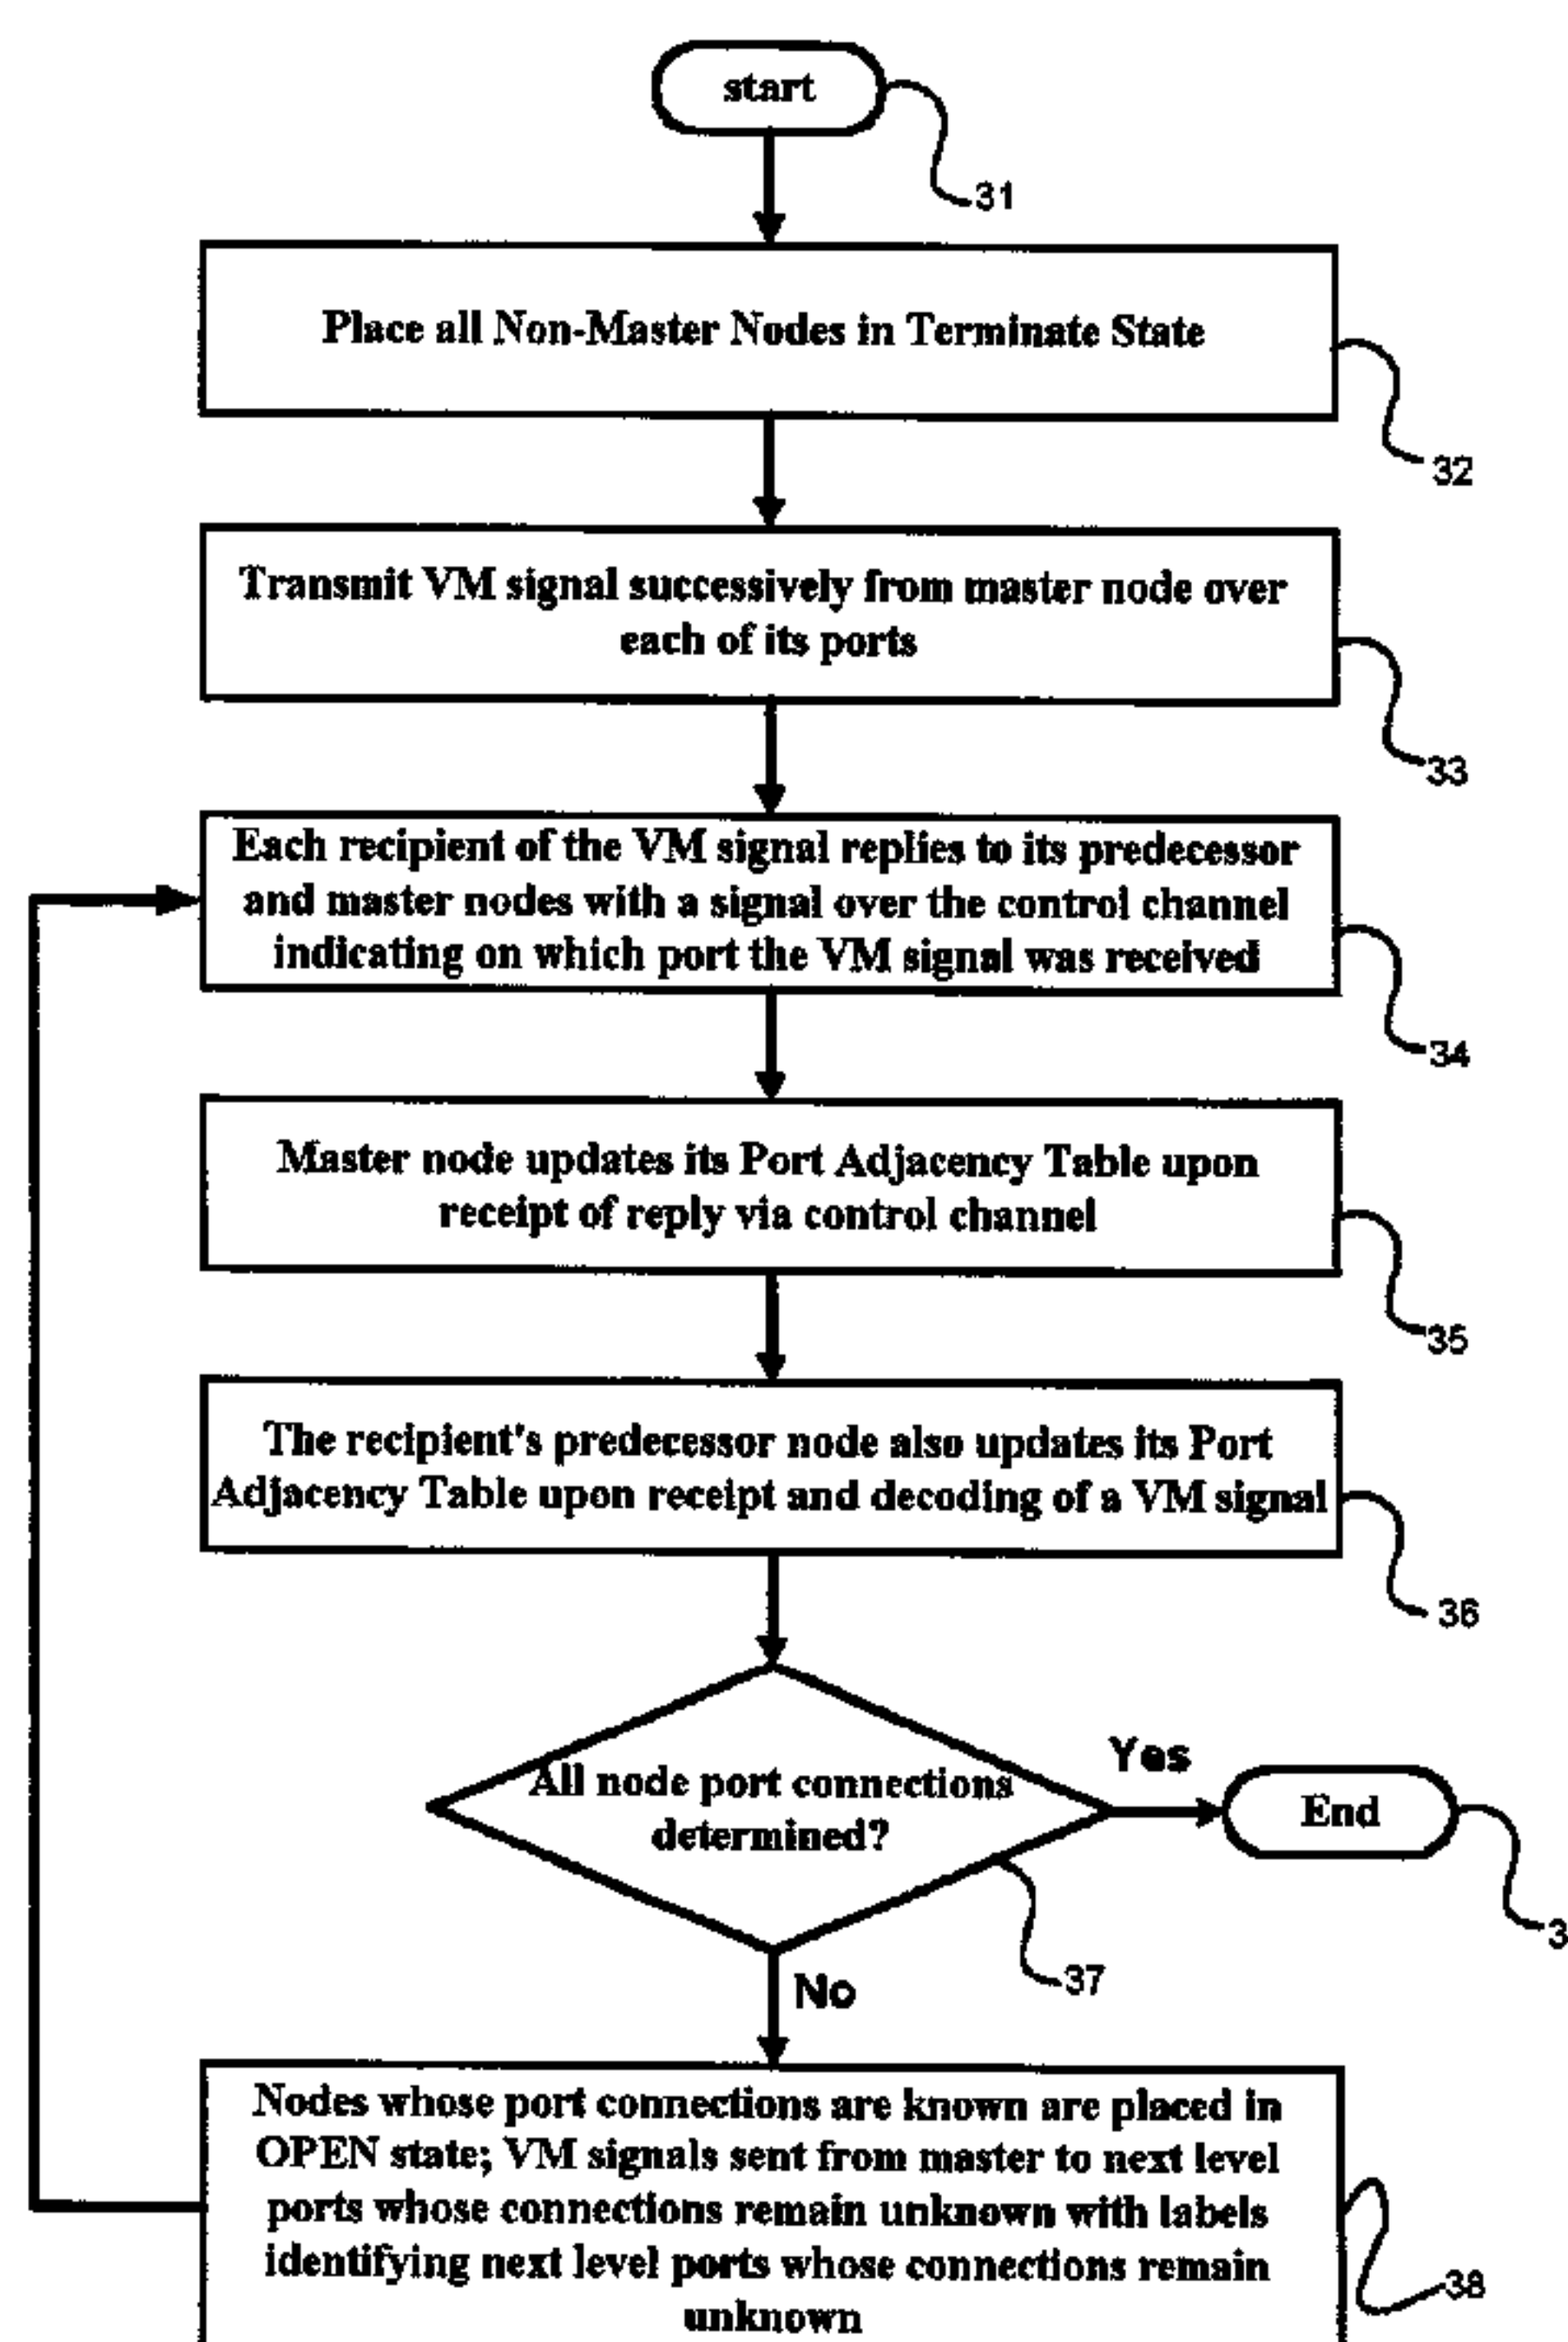 start
31
Place all Non-Master Nodes in Terminate State
32
Transmit VM signal successively from master node over
each of its ports
33
Each recipient of the VM signal replies to its predecessor
and master nodes with a signal over the control channel
indicating on which port the VM signal was received
34
Master node updates its Port Adjacency Table upon
receipt of reply via control channel
35
The recipient's predecessor node also updates its Port
Adjacency Table upon receipt and decoding of a VM signal
36
All node port connections
determined?
Yes
End
3
37
No
Nodes whose port connections are known are placed in
OPEN state; VM signals sent from master to next level
ports whose connections remain unknown with labels
identifying next level ports whose connections remain
unknown
38